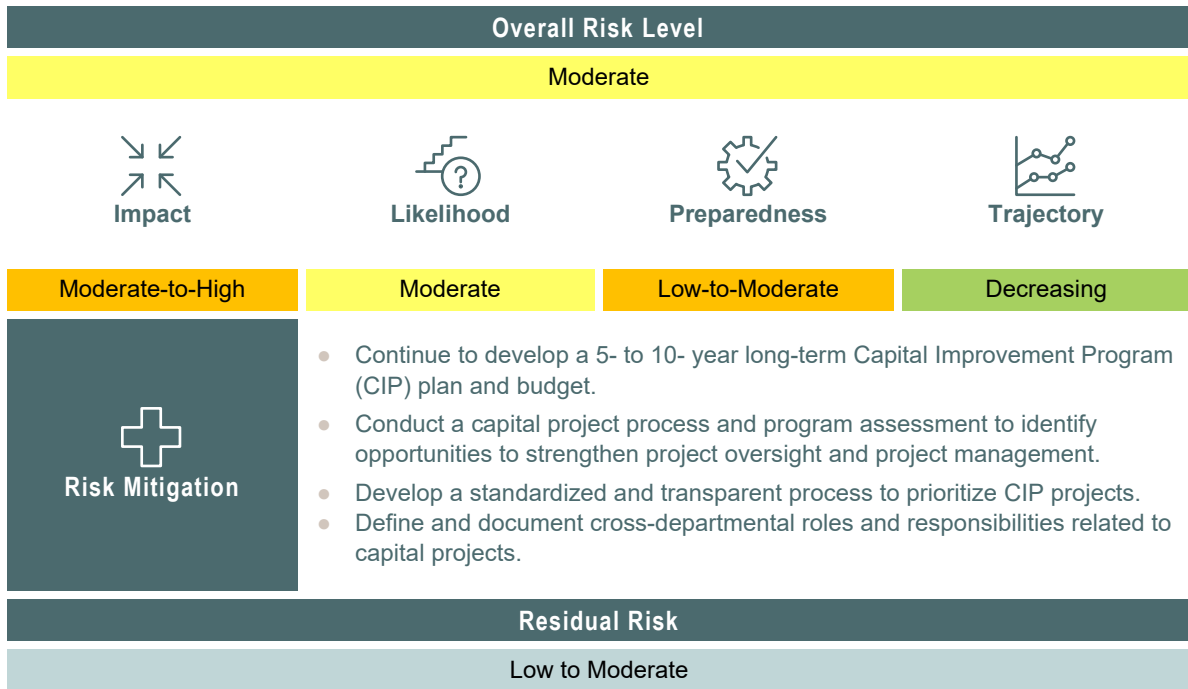 Overall Risk Level
Moderate
Impact
Likelihood
Preparedness
Trajectory
Moderate-to-High
Moderate
Low-to-Moderate
Decreasing
Risk Mitigation
● Continue to develop a 5- to 10- year long-term Capital Improvement Program
(CIP) plan and budget.
● Conduct a capital project process and program assessment to identify
opportunities to strengthen project oversight and project management.
● Develop a standardized and transparent process to prioritize CIP projects.
● Define and document cross-departmental roles and responsibilities related to
capital projects.
Residual Risk
Low to Moderate